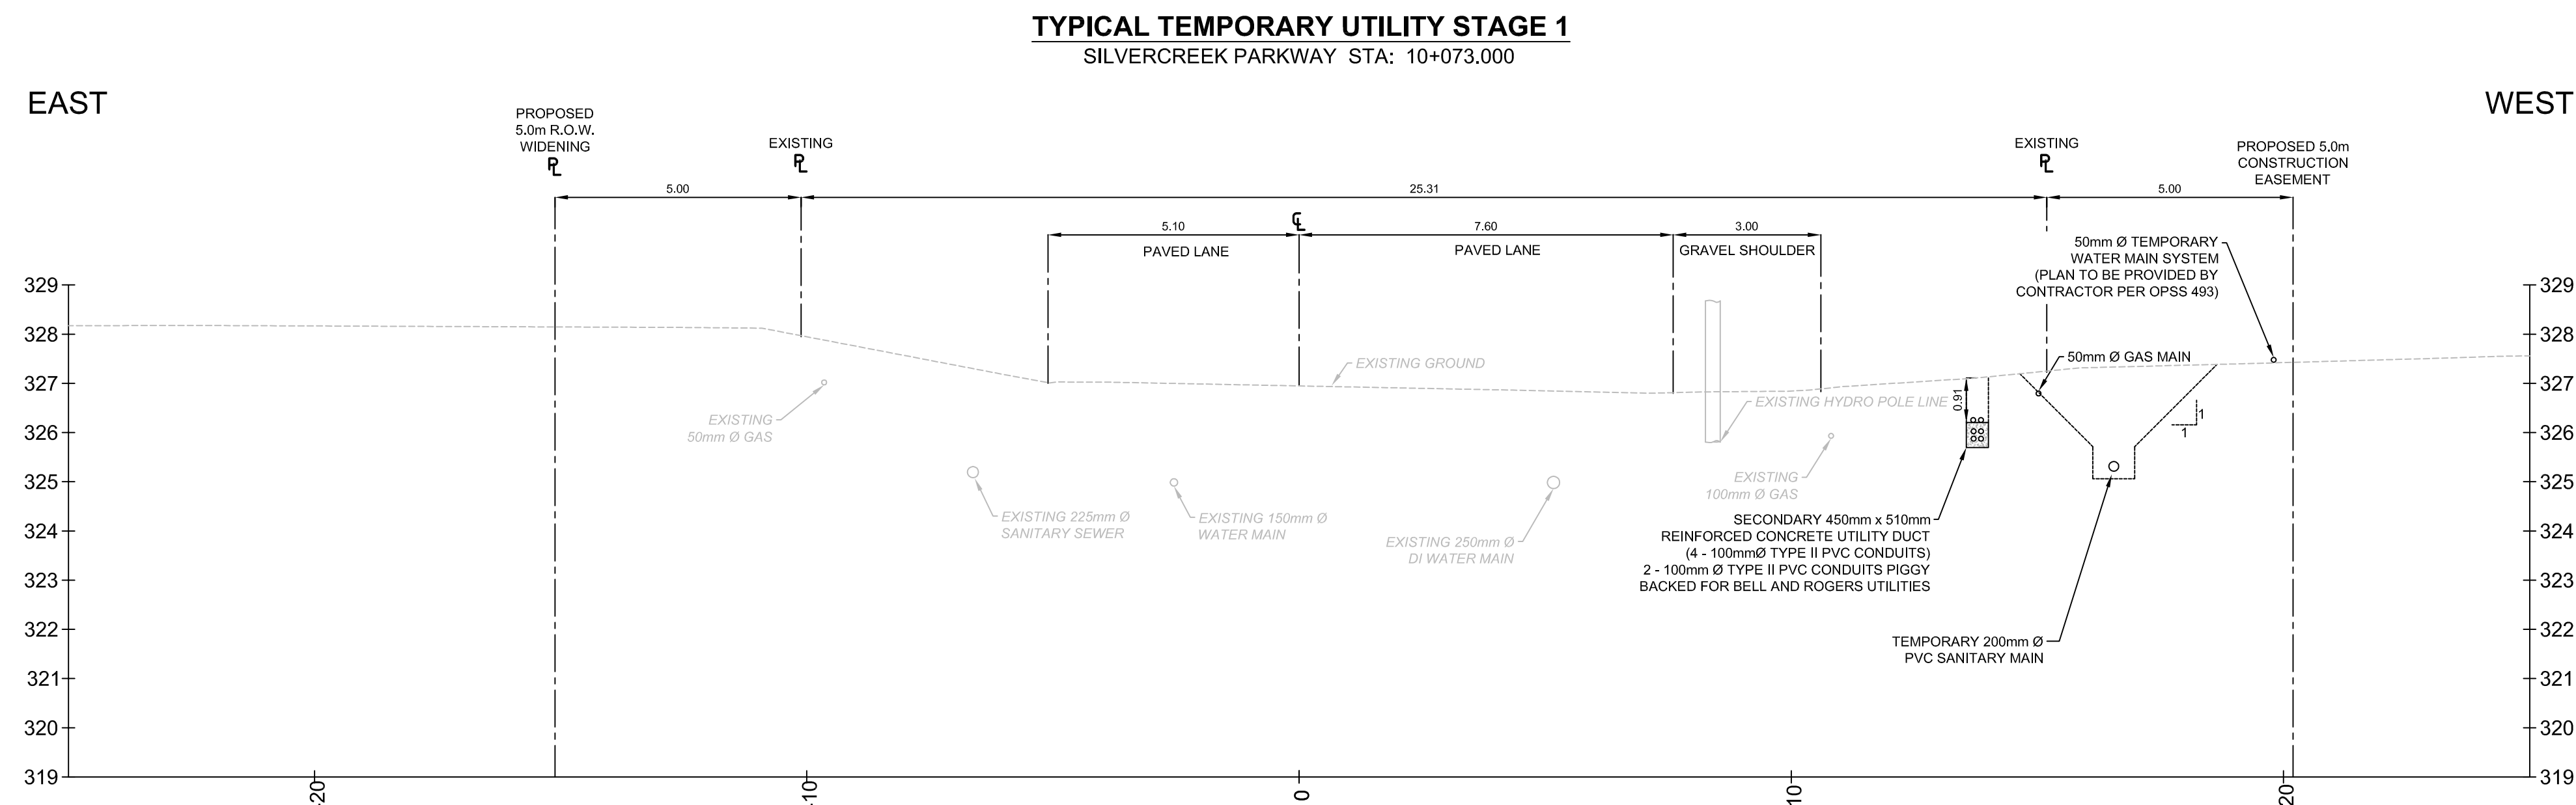 TYPICAL TEMPORARY UTILITY STAGE 1
SILVERCREEK PARKWAY STA: 10+073.000
EAST
WEST
PROPOSED
5.0m R.O.W.
WIDENING
PL
EXISTING
PL
EXISTING
PL
PROPOSED 5.0m
CONSTRUCTION
EASEMENT
5.00
25.31
5.00
CL
5.10
7.60
3.00
PAVED LANE
PAVED LANE
GRAVEL SHOULDER
50mm Ø TEMPORARY
WATER MAIN SYSTEM
(PLAN TO BE PROVIDED BY
CONTRACTOR PER OPSS 493)
50mm Ø GAS MAIN
EXISTING GROUND
EXISTING HYDRO POLE LINE
0.91
1
1
EXISTING
50mm Ø GAS
EXISTING 225mm Ø
SANITARY SEWER
EXISTING 150mm Ø
WATER MAIN
EXISTING 250mm Ø
DI WATER MAIN
EXISTING
100mm Ø GAS
SECONDARY 450mm x 510mm
REINFORCED CONCRETE UTILITY DUCT
(4 - 100mmØ TYPE II PVC CONDUITS)
2 - 100mm Ø TYPE II PVC CONDUITS PIGGY
BACKED FOR BELL AND ROGERS UTILITIES
TEMPORARY 200mm Ø
PVC SANITARY MAIN
329
328
327
326
325
324
323
322
321
320
319
329
328
327
326
325
324
323
322
321
320
319
-20
-10
0
10
20